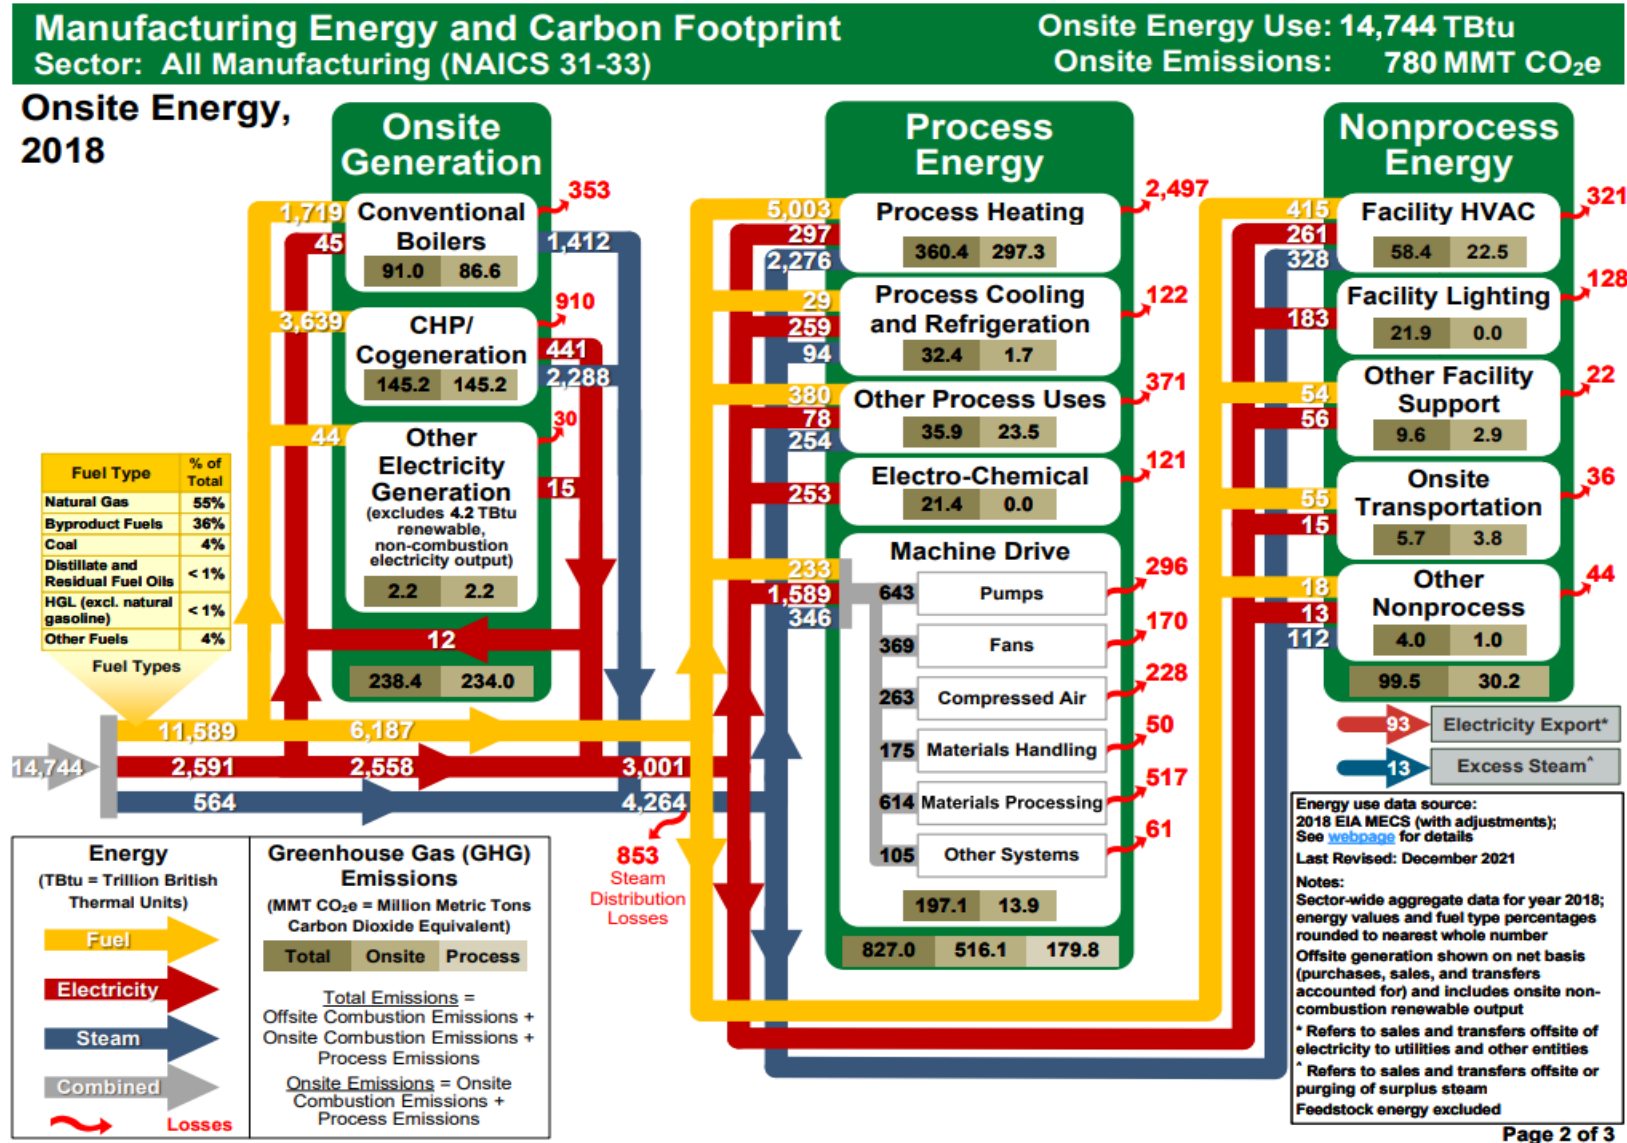 Manufacturing Energy and Carbon Footprint
Sector: All Manufacturing (NAICS 31-33)
Onsite Energy Use: 14,744 TBtu
Onsite Emissions: 780 MMT CO₂e
Onsite Energy,
2018
Onsite
Generation
353
1,719
Conventional
Boilers
45
1,412
91.0 86.6
910
3,639
CHP/
Cogeneration
441
2,288
145.2 145.2
30
44
Other
Electricity
Generation
(excludes 4.2 TBtu
renewable,
non-combustion
electricity output)
15
2.2 2.2
12
238.4 234.0
Fuel Type % of
Total
Natural Gas 55%
Byproduct Fuels 36%
Coal 4%
Distillate and
Residual Fuel Oils < 1%
HGL (excl. natural
gasoline) < 1%
Other Fuels 4%
Fuel Types
14,744
11,589
6,187
2,591
2,558
3,001
564
4,264
853
Steam
Distribution
Losses
Process
Energy
2,497
5,003
297
2,276
Process Heating
360.4 297.3
122
29
259
94
Process Cooling
and Refrigeration
32.4 1.7
371
380
78
254
Other Process Uses
35.9 23.5
121
253
Electro-Chemical
21.4 0.0
Machine Drive
233
1,589
346
643 Pumps 296
369 Fans 170
263 Compressed Air 228
175 Materials Handling 50
614 Materials Processing 517
105 Other Systems 61
197.1 13.9
827.0 516.1 179.8
Nonprocess
Energy
321
415
261
328
Facility HVAC
58.4 22.5
128
183
Facility Lighting
21.9 0.0
22
54
56
Other Facility
Support
9.6 2.9
36
55
15
Onsite
Transportation
5.7 3.8
44
18
13
112
Other
Nonprocess
4.0 1.0
99.5 30.2
93 Electricity Export*
13 Excess Steam^
Energy
(TBtu = Trillion British
Thermal Units)
Fuel
Electricity
Steam
Combined
Losses
Greenhouse Gas (GHG)
Emissions
(MMT CO₂e = Million Metric Tons
Carbon Dioxide Equivalent)
Total Onsite Process
Total Emissions =
Offsite Combustion Emissions +
Onsite Combustion Emissions +
Process Emissions
Onsite Emissions = Onsite
Combustion Emissions +
Process Emissions
Energy use data source:
2018 EIA MECS (with adjustments);
See webpage for details
Last Revised: December 2021
Notes:
Sector-wide aggregate data for year 2018;
energy values and fuel type percentages
rounded to nearest whole number
Offsite generation shown on net basis
(purchases, sales, and transfers
accounted for) and includes onsite non-
combustion renewable output
* Refers to sales and transfers offsite of
electricity to utilities and other entities
^ Refers to sales and transfers offsite or
purging of surplus steam
Feedstock energy excluded
Page 2 of 3